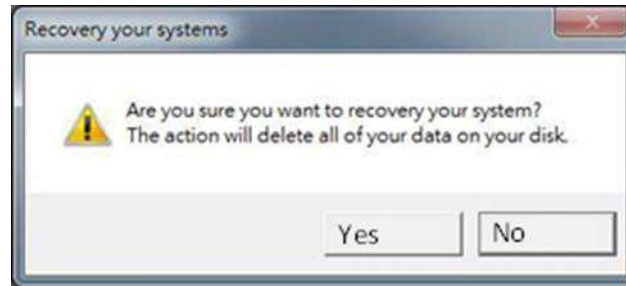 Recovery your systems
Are you sure you want to recovery your system?
The action will delete all of your data on your disk.
Yes
No